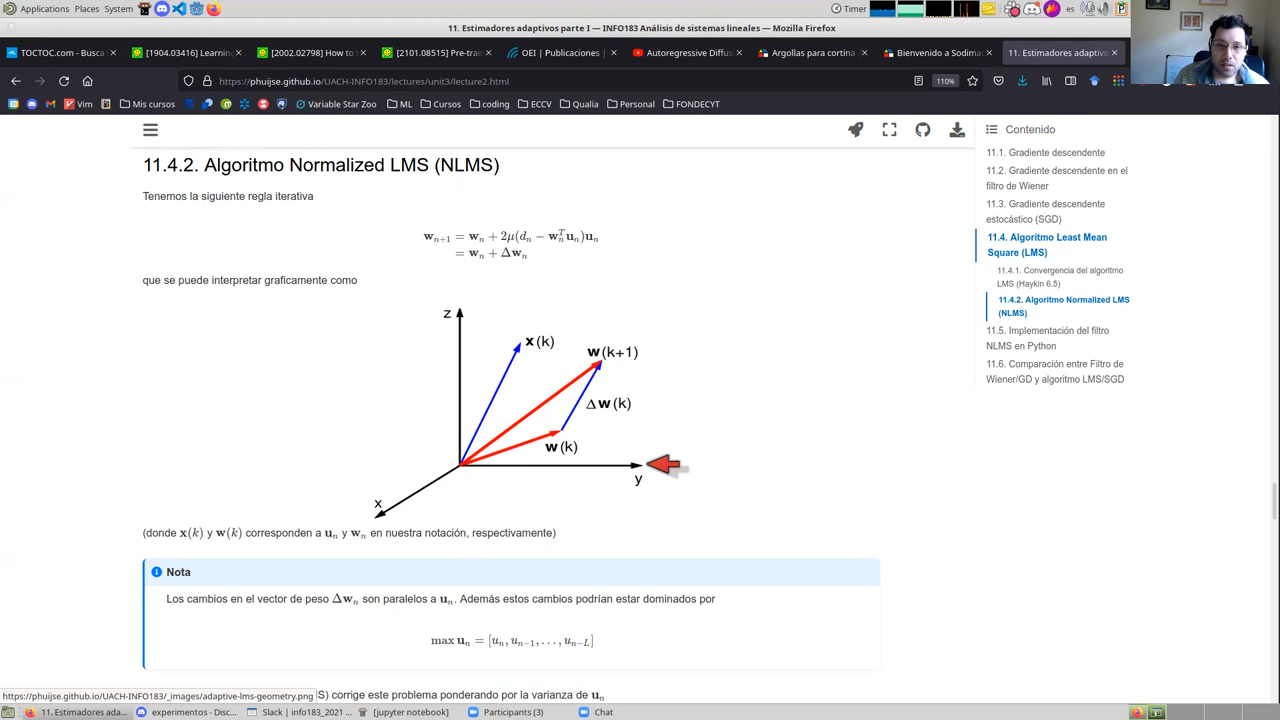 Applications Places System
Timer
es
11. Estimadores adaptivos parte I — INFO183 Análisis de sistemas lineales — Mozilla Firefox
TOCTOC.com - Busca
[1904.03416] Learning
[2002.02798] How to
[2101.08519] Pre-train
OEI | Publicaciones
Autoregressive Diffus
Argollas para cortina
Bienvenido a Sodimac
11. Estimadores adaptivo
https://phuijse.github.io/UACH-INFO183/lectures/unit3/lecture2.html
110%
Mis cursos
Vim
Variable Star Zoo
ML
Cursos
coding
ECCV
Qualia
Personal
FONDECYT
11.4.2. Algoritmo Normalized LMS (NLMS)
Tenemos la siguiente regla iterativa
w_{n+1} = w_n + 2μ(d_n − w_n^T u_n)u_n
= w_n + Δw_n
que se puede interpretar graficamente como
z
x(k)
w(k+1)
Δw(k)
w(k)
y
x
(donde x(k) y w(k) corresponden a u_n y w_n en nuestra notación, respectivamente)
Nota
Los cambios en el vector de peso Δw_n son paralelos a u_n. Además estos cambios podrían estar dominados por
max u_n = [u_n, u_{n−1}, . . . , u_{n−L}]
https://phuijse.github.io/UACH-INFO183/_images/adaptive-lms-geometry.png
S) corrige este problema ponderando por la varianza de u_n
Contenido
11.1. Gradiente descendente
11.2. Gradiente descendente en el
filtro de Wiener
11.3. Gradiente descendente
estocástico (SGD)
11.4. Algoritmo Least Mean
Square (LMS)
11.4.1. Convergencia del algoritmo
LMS (Haykin 6.5)
11.4.2. Algoritmo Normalized LMS
(NLMS)
11.5. Implementación del filtro
NLMS en Python
11.6. Comparación entre Filtro de
Wiener/GD y algoritmo LMS/SGD
11. Estimadores ada...
experimentos - Disc...
Slack | info183_2021 ...
[jupyter notebook]
Participants (3)
Chat